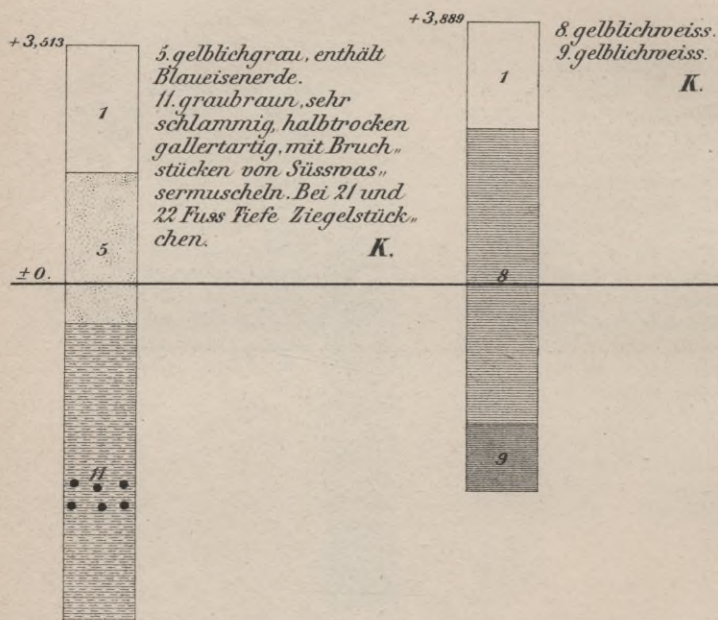 +3,513
1
5
±0.
11
5. gelblichgrau, enthält
Blaueisenerde.
11. graubraun, sehr
schlammig, halbtrocken
gallertartig, mit Bruch„
stücken von Süsswas„
sermuscheln. Bei 21 und
22 Fuss Tiefe Ziegelstück„
chen.
K.
+3,889
1
8
9
8. gelblichweiss.
9. gelblichweiss.
K.